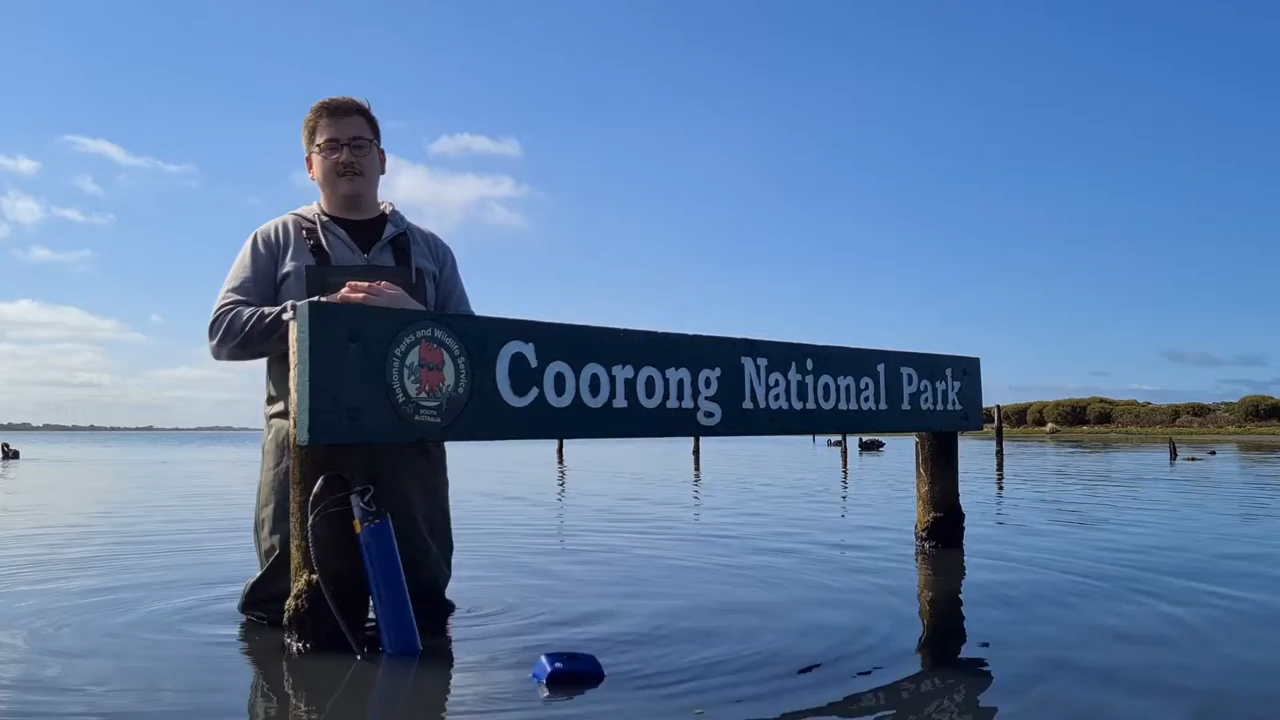 National Parks and Wildlife Service
SOUTH
AUSTRALIA
Coorong National Park